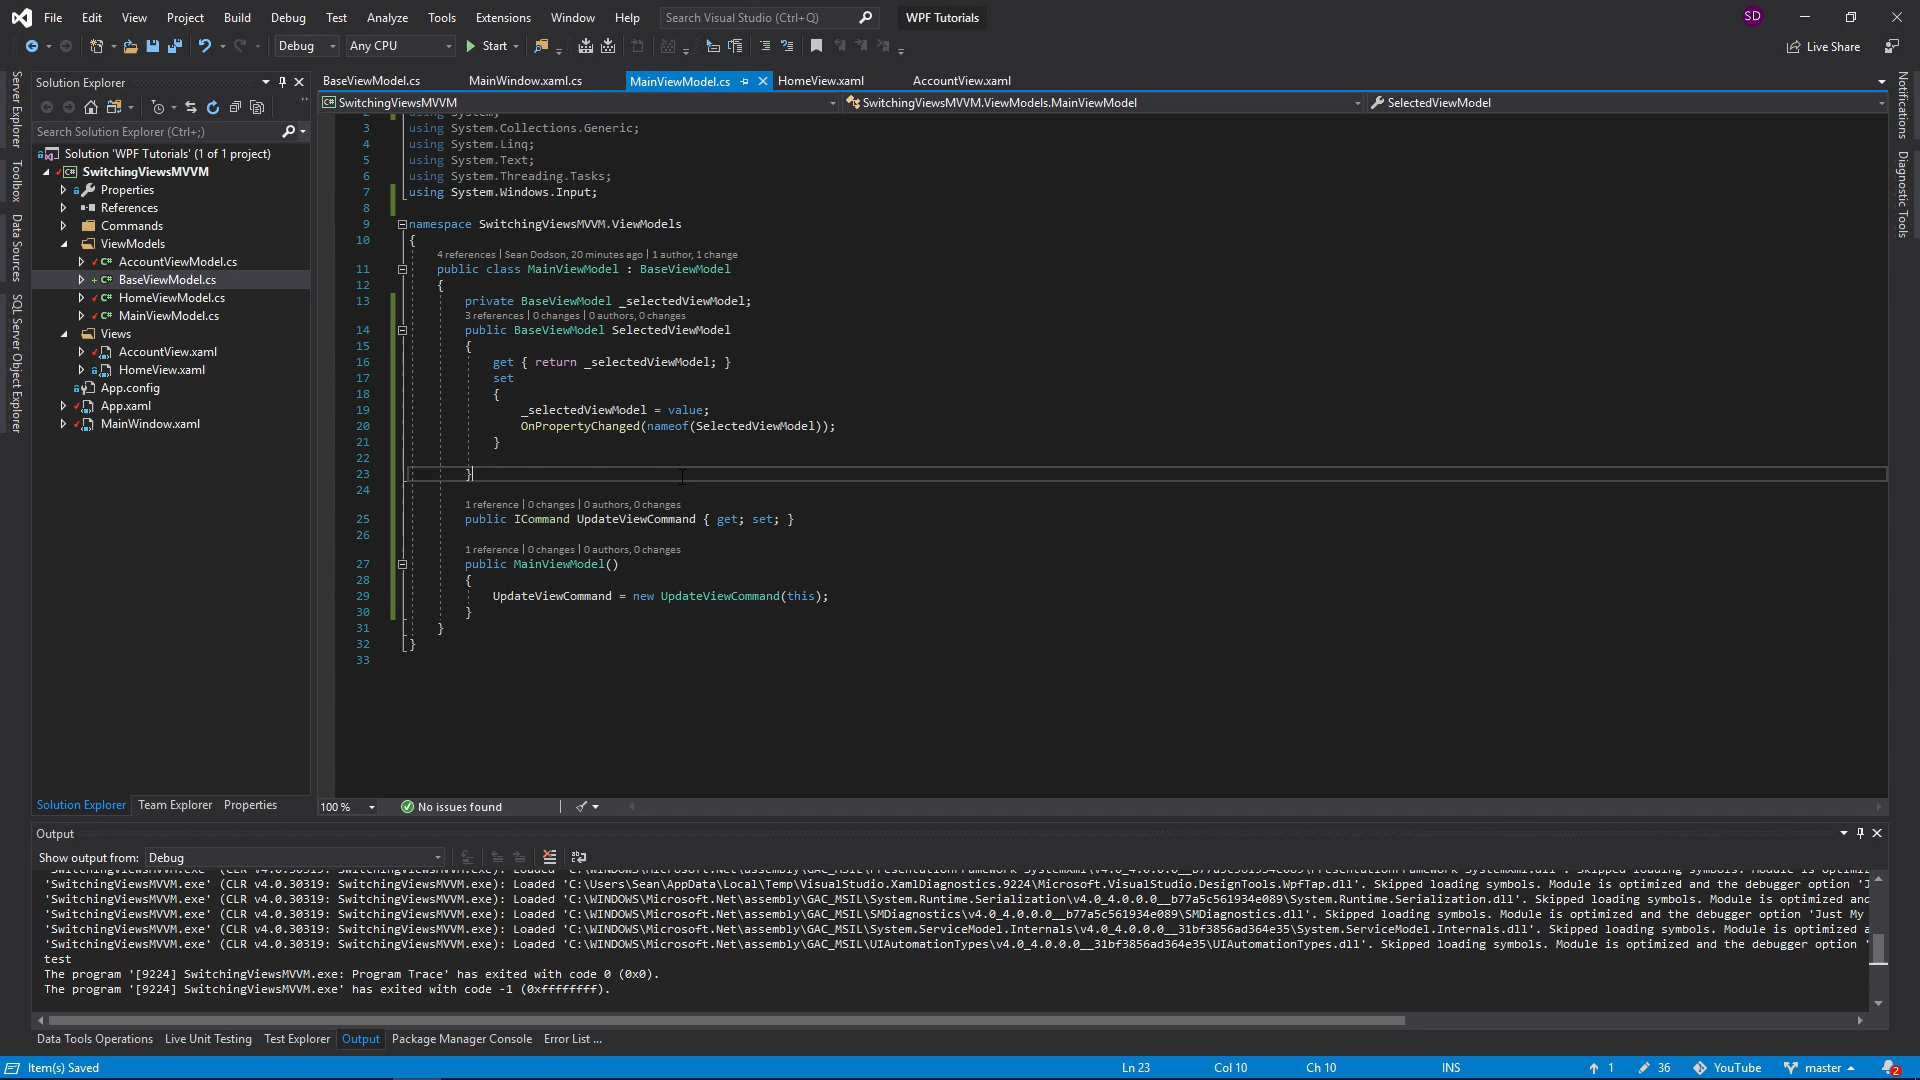 File Edit View Project Build Debug Test Analyze Tools Extensions Window Help Search Visual Studio (Ctrl+Q) WPF Tutorials SD
Debug Any CPU Start Live Share
Server Explorer
Toolbox
Data Sources
SQL Server Object Explorer
Solution Explorer
Search Solution Explorer (Ctrl+;)
Solution 'WPF Tutorials' (1 of 1 project)
SwitchingViewsMVVM
Properties
References
Commands
ViewModels
AccountViewModel.cs
BaseViewModel.cs
HomeViewModel.cs
MainViewModel.cs
Views
AccountView.xaml
HomeView.xaml
App.config
App.xaml
MainWindow.xaml
Solution Explorer Team Explorer Properties
BaseViewModel.cs MainWindow.xaml.cs MainViewModel.cs HomeView.xaml AccountView.xaml
SwitchingViewsMVVM SwitchingViewsMVVM.ViewModels.MainViewModel SelectedViewModel
2 using System;
3 using System.Collections.Generic;
4 using System.Linq;
5 using System.Text;
6 using System.Threading.Tasks;
7 using System.Windows.Input;
8
9 namespace SwitchingViewsMVVM.ViewModels
10 {
4 references | Sean Dodson, 20 minutes ago | 1 author, 1 change
11 public class MainViewModel : BaseViewModel
12 {
13 private BaseViewModel _selectedViewModel;
3 references | 0 changes | 0 authors, 0 changes
14 public BaseViewModel SelectedViewModel
15 {
16 get { return _selectedViewModel; }
17 set
18 {
19 _selectedViewModel = value;
20 OnPropertyChanged(nameof(SelectedViewModel));
21 }
22
23 }
24
1 reference | 0 changes | 0 authors, 0 changes
25 public ICommand UpdateViewCommand { get; set; }
26
1 reference | 0 changes | 0 authors, 0 changes
27 public MainViewModel()
28 {
29 UpdateViewCommand = new UpdateViewCommand(this);
30 }
31 }
32 }
33
100 % No issues found
Notifications
Diagnostic Tools
Output
Show output from: Debug
'SwitchingViewsMVVM.exe' (CLR v4.0.30319: SwitchingViewsMVVM.exe): Loaded 'C:\Users\Sean\AppData\Local\Temp\VisualStudio.XamlDiagnostics.9224\Microsoft.VisualStudio.DesignTools.WpfTap.dll'. Skipped loading symbols. Module is optimized and the debugger option 'J
'SwitchingViewsMVVM.exe' (CLR v4.0.30319: SwitchingViewsMVVM.exe): Loaded 'C:\WINDOWS\Microsoft.Net\assembly\GAC_MSIL\System.Runtime.Serialization\v4.0_4.0.0.0__b77a5c561934e089\System.Runtime.Serialization.dll'. Skipped loading symbols. Module is optimized and
'SwitchingViewsMVVM.exe' (CLR v4.0.30319: SwitchingViewsMVVM.exe): Loaded 'C:\WINDOWS\Microsoft.Net\assembly\GAC_MSIL\SMDiagnostics\v4.0_4.0.0.0__b77a5c561934e089\SMDiagnostics.dll'. Skipped loading symbols. Module is optimized and the debugger option 'Just My
'SwitchingViewsMVVM.exe' (CLR v4.0.30319: SwitchingViewsMVVM.exe): Loaded 'C:\WINDOWS\Microsoft.Net\assembly\GAC_MSIL\System.ServiceModel.Internals\v4.0_4.0.0.0__31bf3856ad364e35\System.ServiceModel.Internals.dll'. Skipped loading symbols. Module is optimized a
'SwitchingViewsMVVM.exe' (CLR v4.0.30319: SwitchingViewsMVVM.exe): Loaded 'C:\WINDOWS\Microsoft.Net\assembly\GAC_MSIL\UIAutomationTypes\v4.0_4.0.0.0__31bf3856ad364e35\UIAutomationTypes.dll'. Skipped loading symbols. Module is optimized and the debugger option '
test
The program '[9224] SwitchingViewsMVVM.exe: Program Trace' has exited with code 0 (0x0).
The program '[9224] SwitchingViewsMVVM.exe' has exited with code -1 (0xffffffff).
Data Tools Operations Live Unit Testing Test Explorer Output Package Manager Console Error List ...
Item(s) Saved Ln 23 Col 10 Ch 10 INS 1 36 YouTube master 2